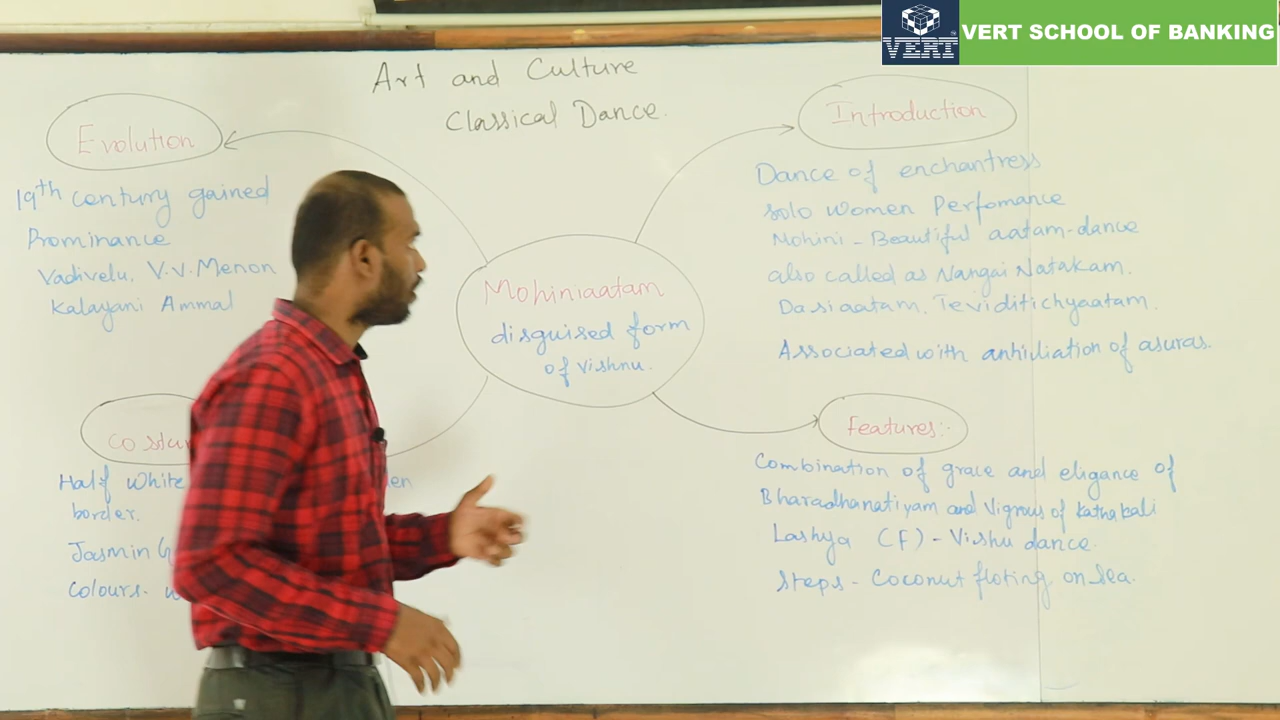 VERT
VERT SCHOOL OF BANKING
Art and Culture
Classical Dance.
Evolution
19th century gained
Prominance
Vadivelu, V.V.Menon
Kalayani Ammal
Mohiniaatam
disguised form
of vishnu.
Introduction
Dance of enchantress
solo women Perfomance
Mohini - Beautiful aatam-dance
also called as Nangai Natakam.
Dasiaatam, Teviditichyaatam.
Associated with anhiliation of asuras.
Half White
border.
Jasmin
Colours.
Features:-
Combination of grace and eligance of
Bharadhanatiyam and Vigrous of kathakali
Lashya (F) - Vishu dance.
Steps - Coconut floting on sea.